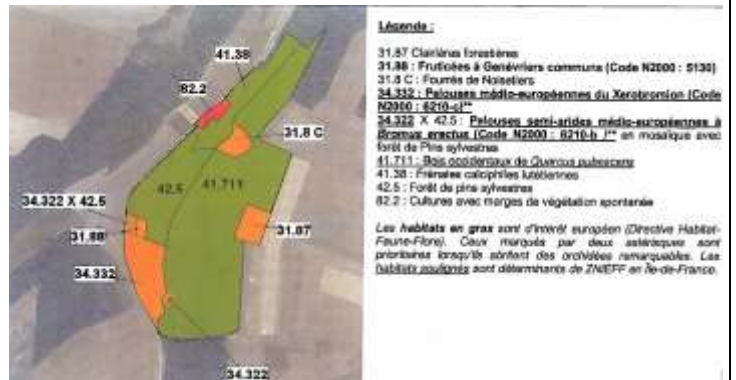 41.38
82.2
31.8 C
42.5
41.711
34.322 X 42.5
31.88
31.87
34.332
34.322
Légende :
31.87 Clairières forestières
31.88 : Fruticées à Genévriers communs (Code N2000 : 5130)
31.8 C : Fourrés de Noisetiers
34.332 : Pelouses médio-européennes du Xerobromion (Code
N2000 : 6210-c)**
34.322 X 42.5 : Pelouses semi-arides médio-européennes à
Bromus erectus (Code N2000 : 6210-b )** en mosaïque avec
forêt de Pins sylvestres
41.711 : Bois occidentaux de Quercus pubescens
41.38 : Frênaies calciphiles lutétiennes
42.5 : Forêt de pins sylvestres
82.2 : Cultures avec marges de végétation spontanée
Les habitats en gras sont d'intérêt européen (Directive Habitat-
Faune-Flore). Ceux marqués par deux astérisques sont
prioritaires lorsqu'ils abritent des orchidées remarquables. Les
habitats soulignés sont déterminants de ZNIEFF en Île-de-France.